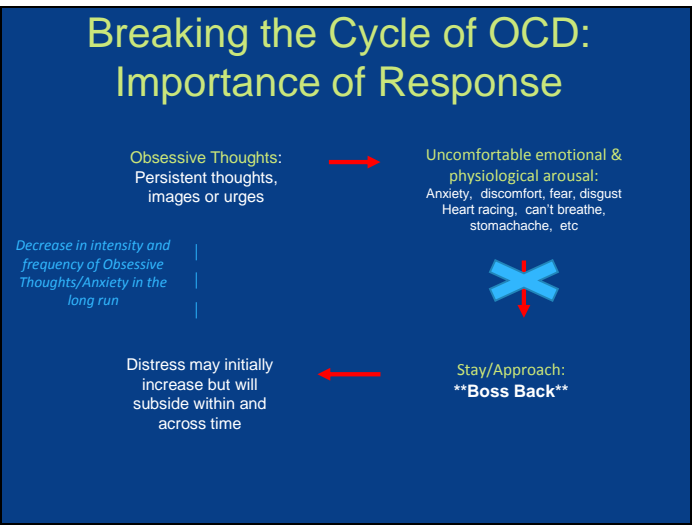 Breaking the Cycle of OCD:
Importance of Response
Obsessive Thoughts:
Persistent thoughts,
images or urges
Uncomfortable emotional &
physiological arousal:
Anxiety, discomfort, fear, disgust
Heart racing, can't breathe,
stomachache, etc
Decrease in intensity and
frequency of Obsessive
Thoughts/Anxiety in the
long run
Distress may initially
increase but will
subside within and
across time
Stay/Approach:
**Boss Back**